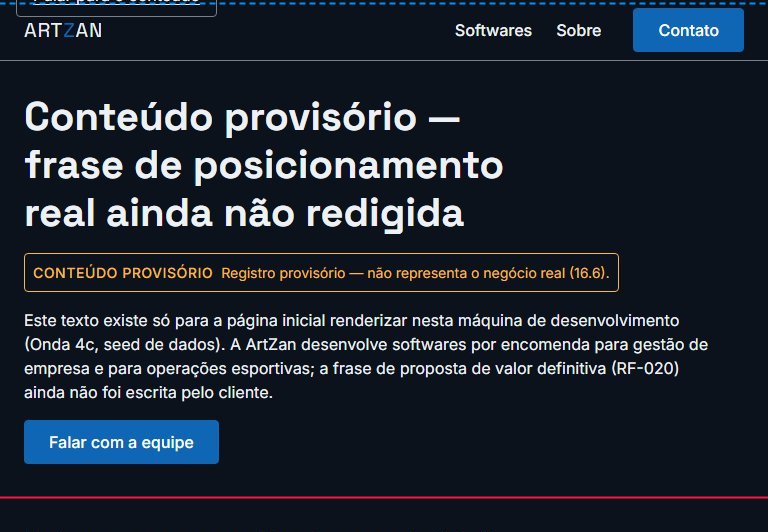 ARTZAN
Softwares Sobre Contato
Conteúdo provisório —
frase de posicionamento
real ainda não redigida
CONTEÚDO PROVISÓRIO Registro provisório — não representa o negócio real (16.6).
Este texto existe só para a página inicial renderizar nesta máquina de desenvolvimento
(Onda 4c, seed de dados). A ArtZan desenvolve softwares por encomenda para gestão de
empresa e para operações esportivas; a frase de proposta de valor definitiva (RF-020)
ainda não foi escrita pelo cliente.
Falar com a equipe